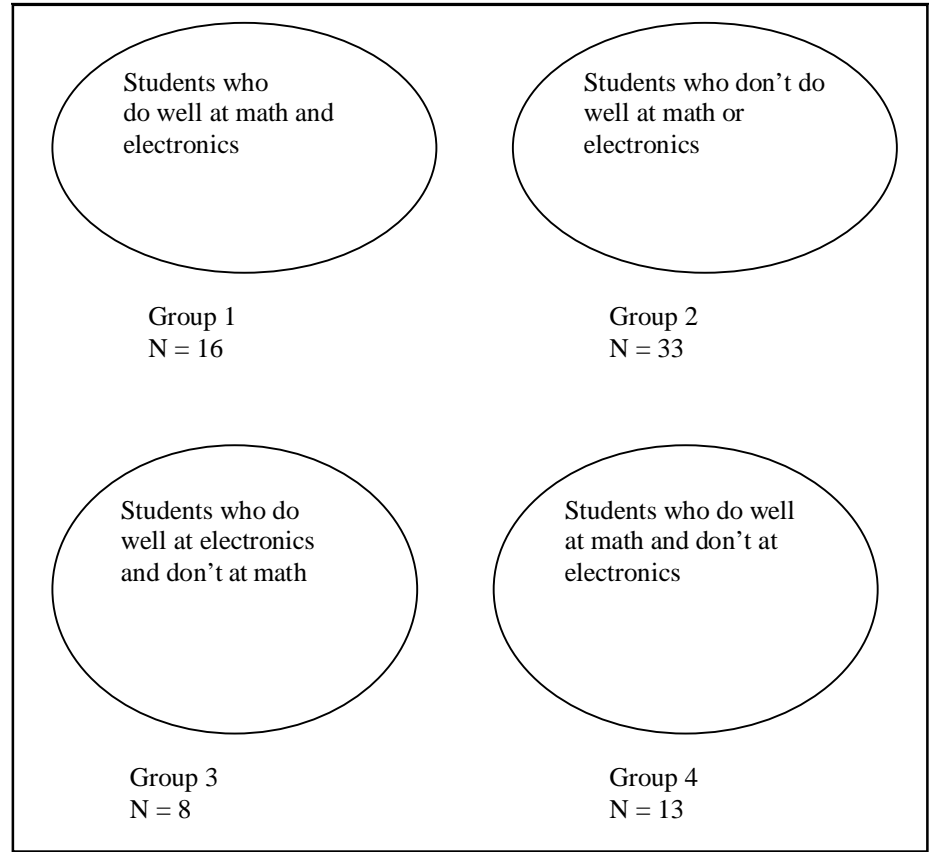 Students who
do well at math and
electronics
Students who don’t do
well at math or
electronics
Group 1
N = 16
Group 2
N = 33
Students who do
well at electronics
and don’t at math
Students who do well
at math and don’t at
electronics
Group 3
N = 8
Group 4
N = 13